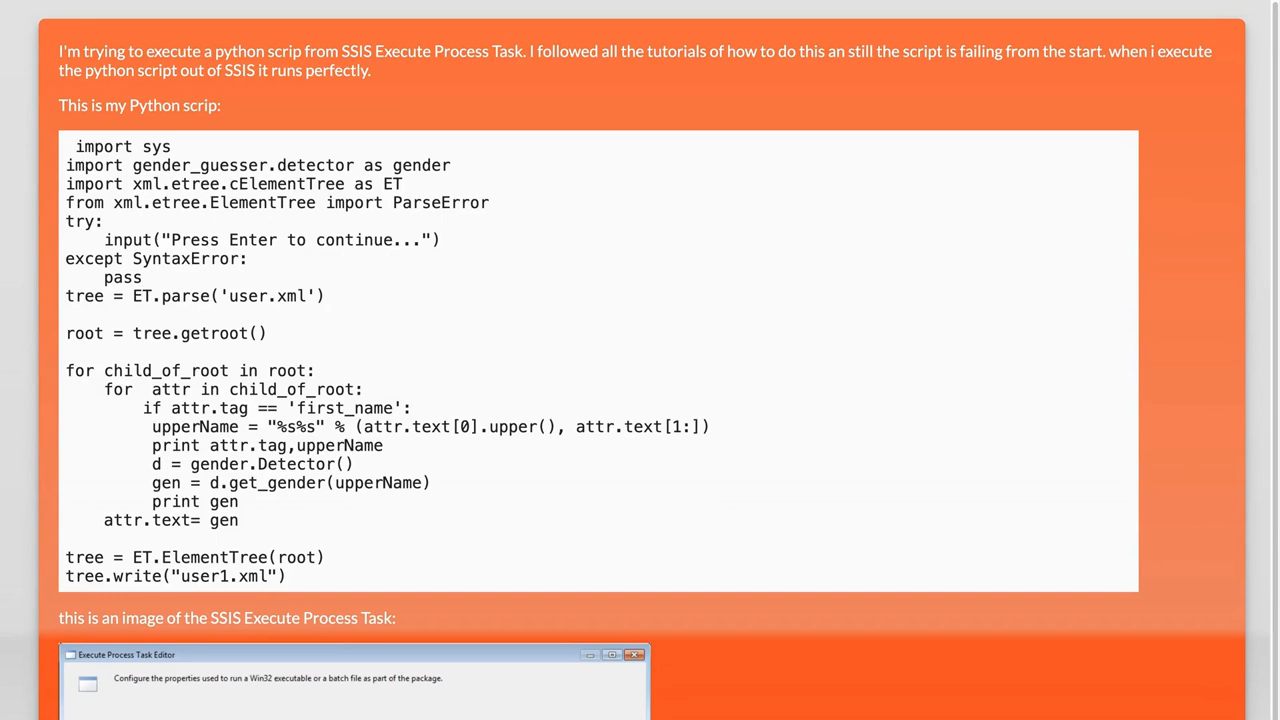 I'm trying to execute a python scrip from SSIS Execute Process Task. I followed all the tutorials of how to do this an still the script is failing from the start. when i execute
the python script out of SSIS it runs perfectly.
This is my Python scrip:
 import sys
import gender_guesser.detector as gender
import xml.etree.cElementTree as ET
from xml.etree.ElementTree import ParseError
try:
    input("Press Enter to continue...")
except SyntaxError:
    pass
tree = ET.parse('user.xml')
root = tree.getroot()
for child_of_root in root:
    for  attr in child_of_root:
        if attr.tag == 'first_name':
         upperName = "%s%s" % (attr.text[0].upper(), attr.text[1:])
         print attr.tag,upperName
         d = gender.Detector()
         gen = d.get_gender(upperName)
         print gen
    attr.text= gen
tree = ET.ElementTree(root)
tree.write("user1.xml")
this is an image of the SSIS Execute Process Task:
Execute Process Task Editor
Configure the properties used to run a Win32 executable or a batch file as part of the package.